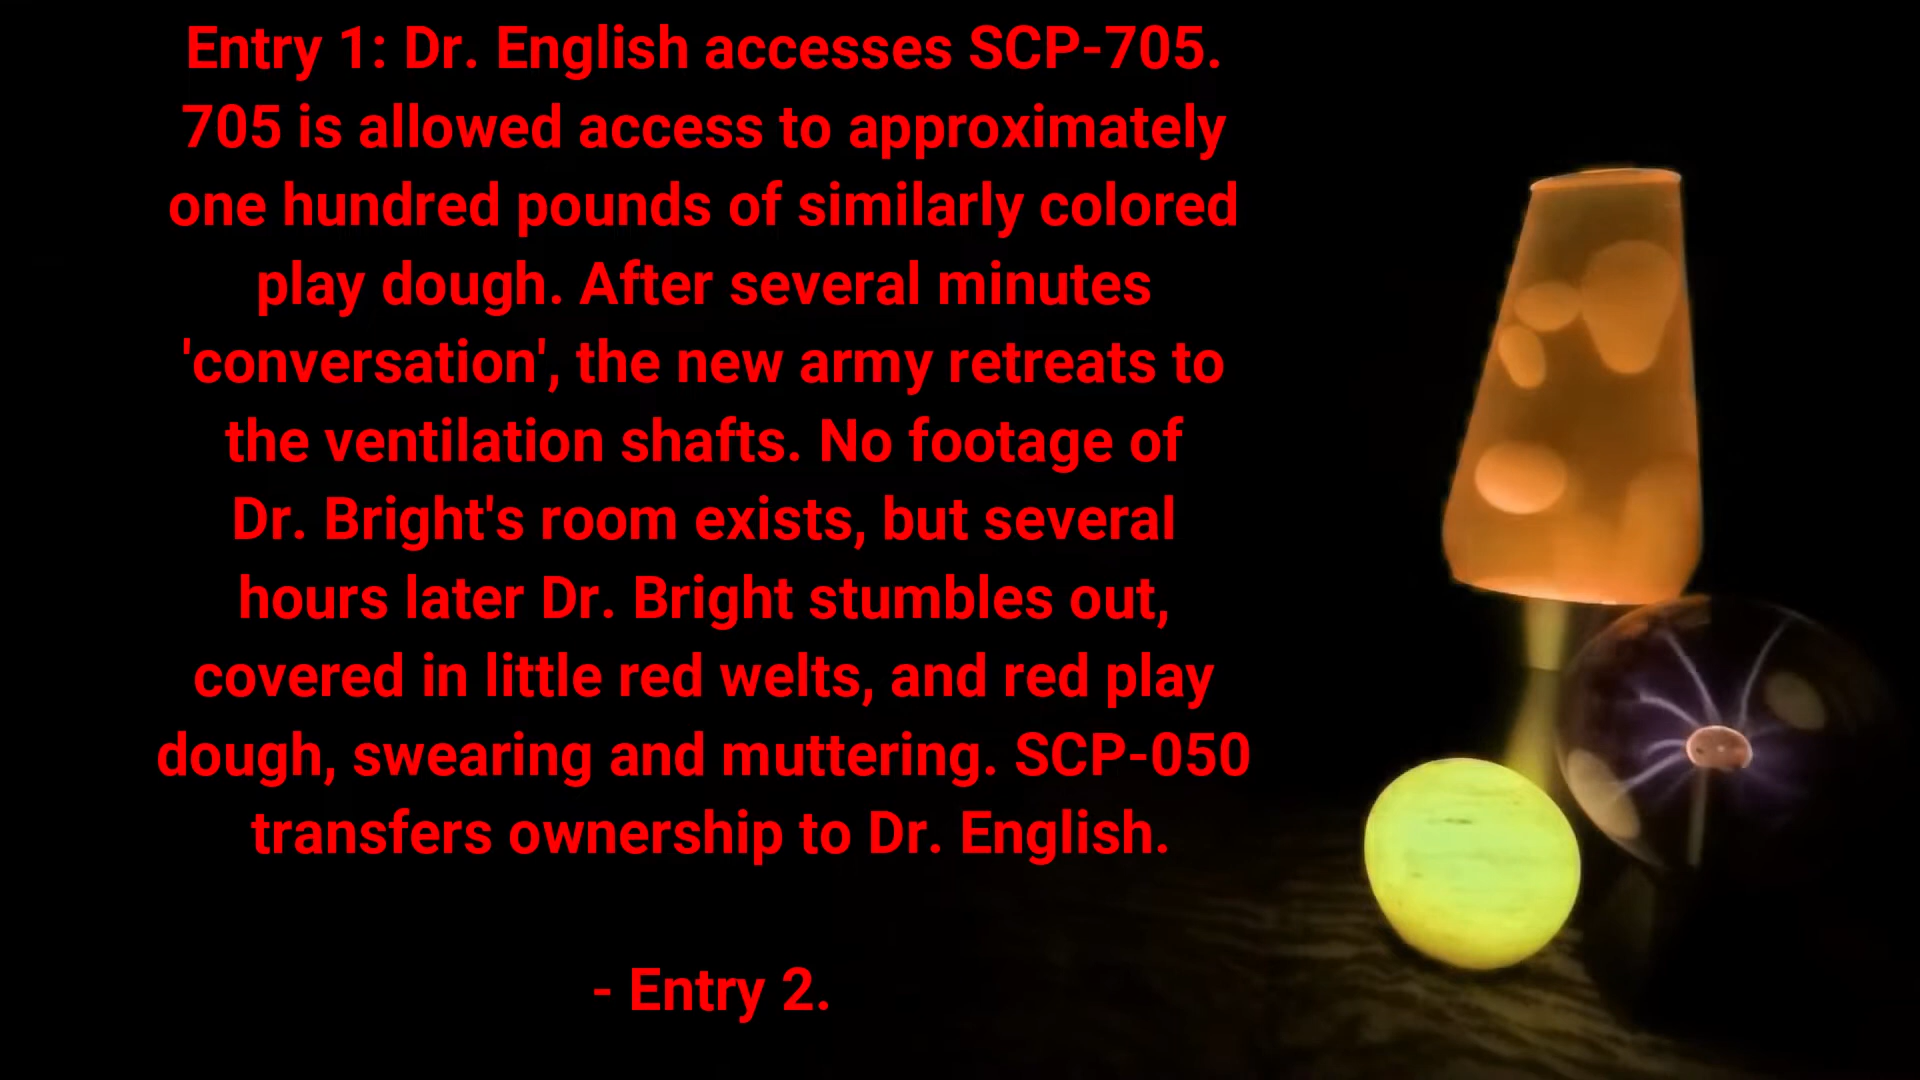 Entry 1: Dr. English accesses SCP-705.
705 is allowed access to approximately
one hundred pounds of similarly colored
play dough. After several minutes
'conversation', the new army retreats to
the ventilation shafts. No footage of
Dr. Bright's room exists, but several
hours later Dr. Bright stumbles out,
covered in little red welts, and red play
dough, swearing and muttering. SCP-050
transfers ownership to Dr. English.
- Entry 2.